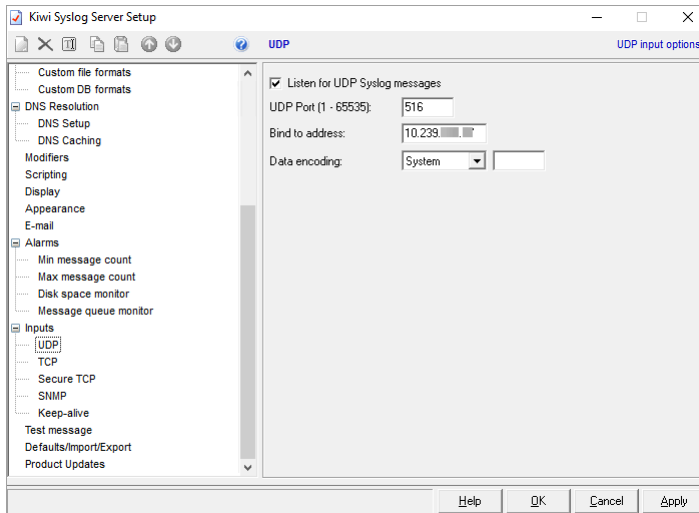 Kiwi Syslog Server Setup
UDP
UDP input options
Custom file formats
Custom DB formats
DNS Resolution
DNS Setup
DNS Caching
Modifiers
Scripting
Display
Appearance
E-mail
Alarms
Min message count
Max message count
Disk space monitor
Message queue monitor
Inputs
UDP
TCP
Secure TCP
SNMP
Keep-alive
Test message
Defaults/Import/Export
Product Updates
Listen for UDP Syslog messages
UDP Port (1 - 65535): 516
Bind to address: 10.239.
Data encoding: System
Help OK Cancel Apply